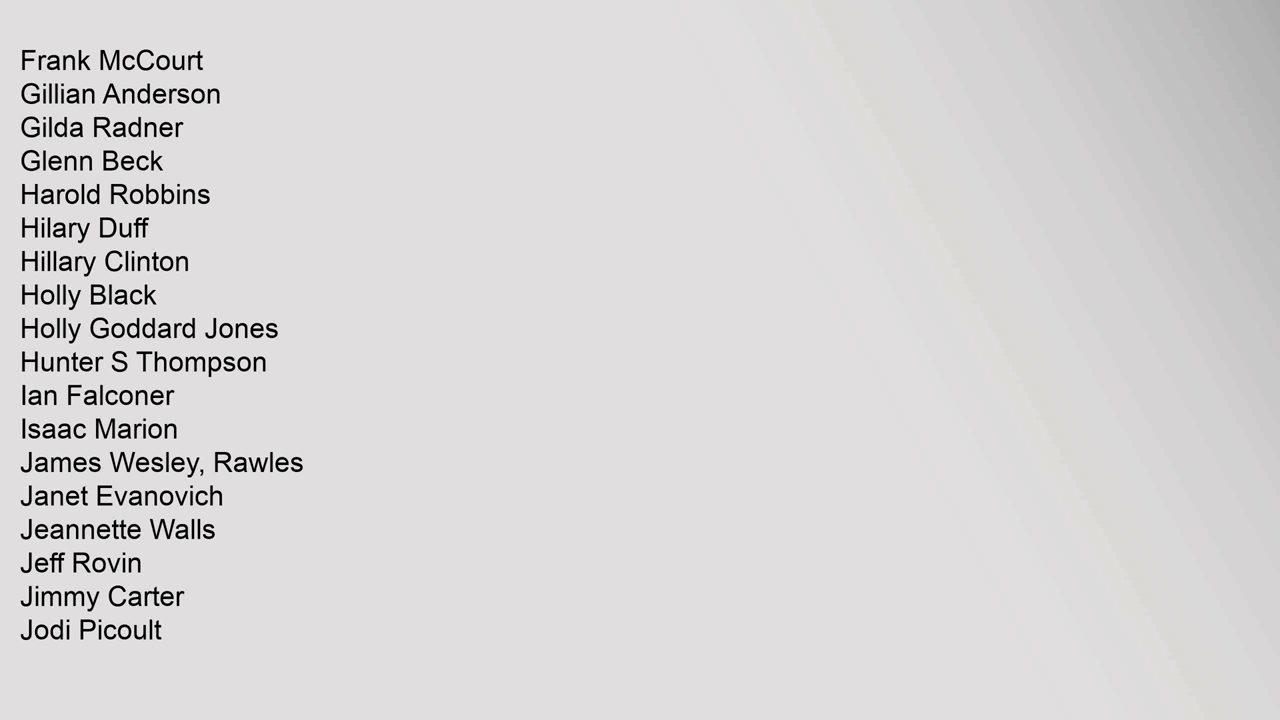 Frank McCourt
Gillian Anderson
Gilda Radner
Glenn Beck
Harold Robbins
Hilary Duff
Hillary Clinton
Holly Black
Holly Goddard Jones
Hunter S Thompson
Ian Falconer
Isaac Marion
James Wesley, Rawles
Janet Evanovich
Jeannette Walls
Jeff Rovin
Jimmy Carter
Jodi Picoult